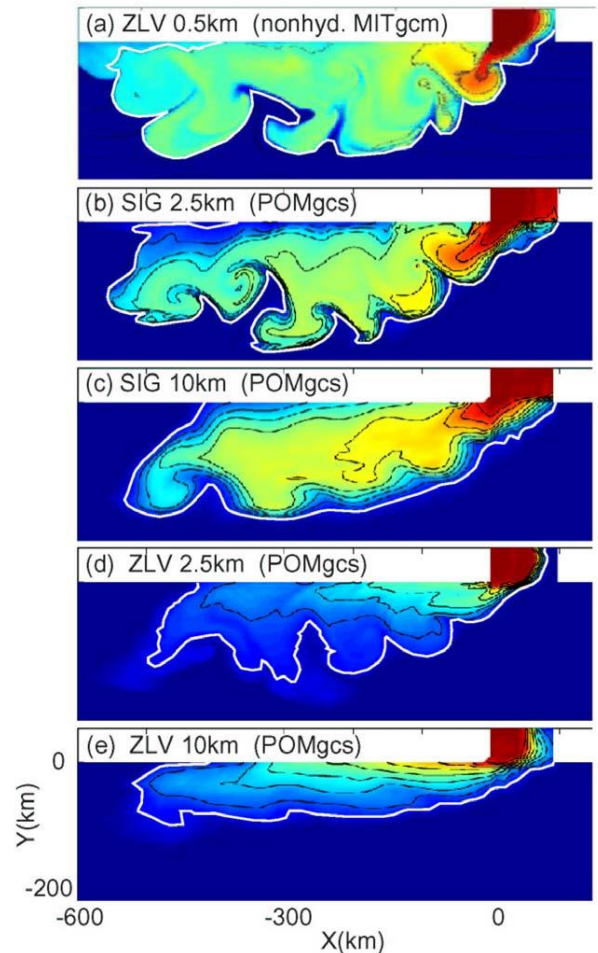 (a) ZLV 0.5km (nonhyd. MITgcm)
(b) SIG 2.5km (POMgcs)
(c) SIG 10km (POMgcs)
(d) ZLV 2.5km (POMgcs)
(e) ZLV 10km (POMgcs)
0
Y(km)
-200
-600 -300 0
X(km)